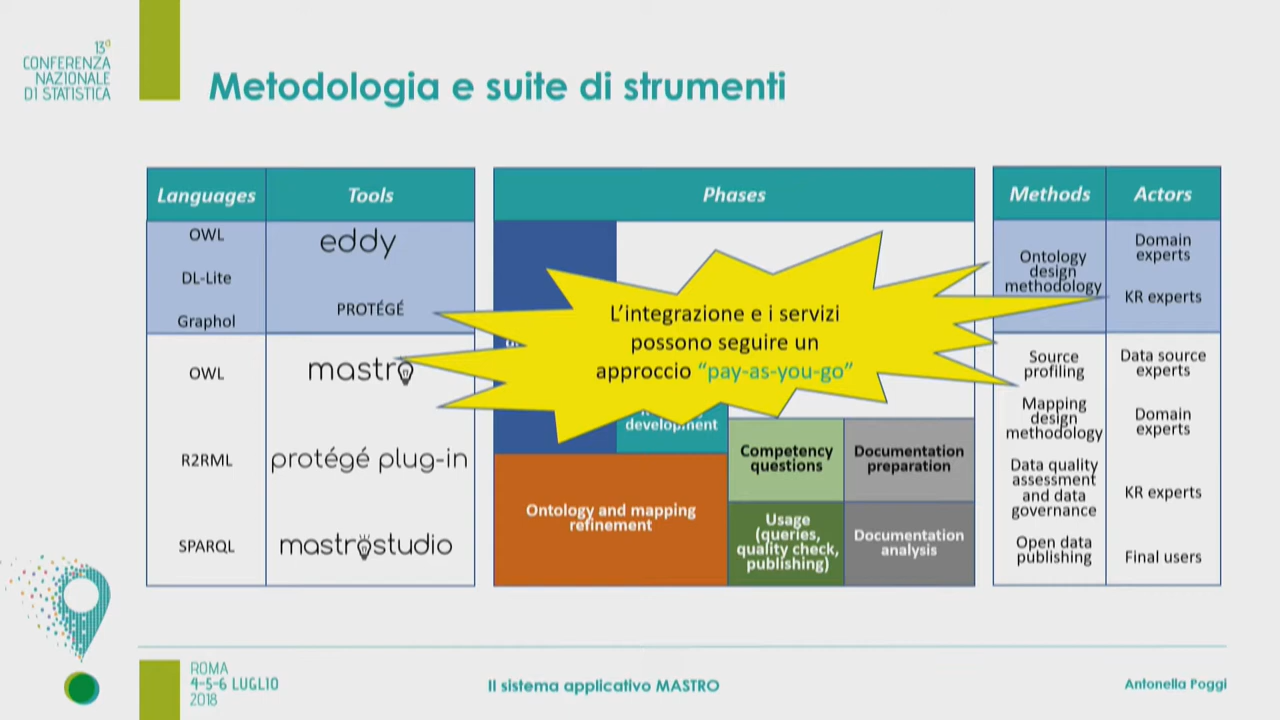 13ª
CONFERENZA
NAZIONALE
DI STATISTICA
Metodologia e suite di strumenti
Languages
Tools
OWL
DL-Lite
Graphol
eddy
PROTÉGÉ
OWL
R2RML
SPARQL
mastro
protégé plug-in
mastrostudio
Phases
L’integrazione e i servizi
possono seguire un
approccio “pay-as-you-go”
development
Ontology and mapping
refinement
Competency
questions
Documentation
preparation
Usage
(queries,
quality check,
publishing)
Documentation
analysis
Methods
Actors
Ontology
design
methodology
Domain
experts
KR experts
Source
profiling
Mapping
design
methodology
Data quality
assessment
and data
governance
Open data
publishing
Data source
experts
Domain
experts
KR experts
Final users
ROMA
4-5-6 LUGLIO
2018
Il sistema applicativo MASTRO
Antonella Poggi